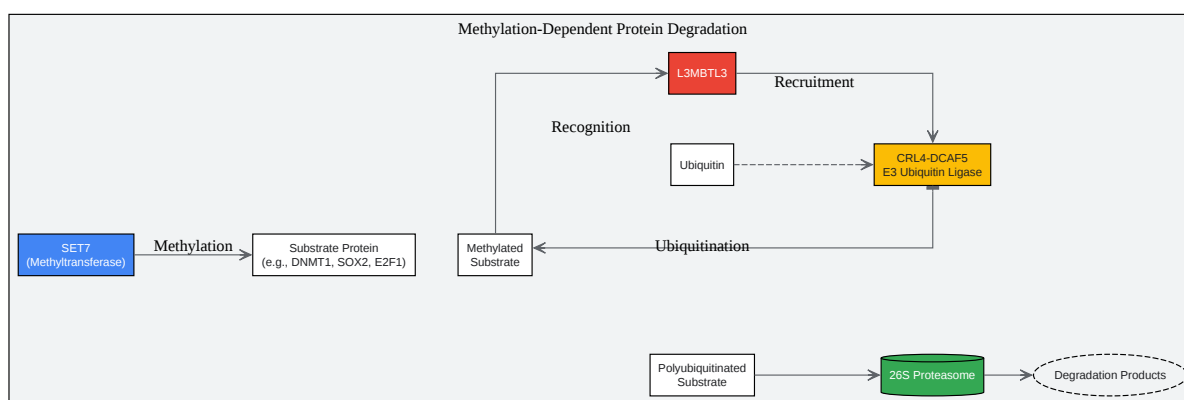 Methylation-Dependent Protein Degradation
L3MBTL3
Recruitment
Recognition
Ubiquitin
CRL4-DCAF5
E3 Ubiquitin Ligase
SET7
(Methyltransferase)
Methylation
Substrate Protein
(e.g., DNMT1, SOX2, E2F1)
Methylated
Substrate
Ubiquitination
Polyubiquitinated
Substrate
26S Proteasome
Degradation Products